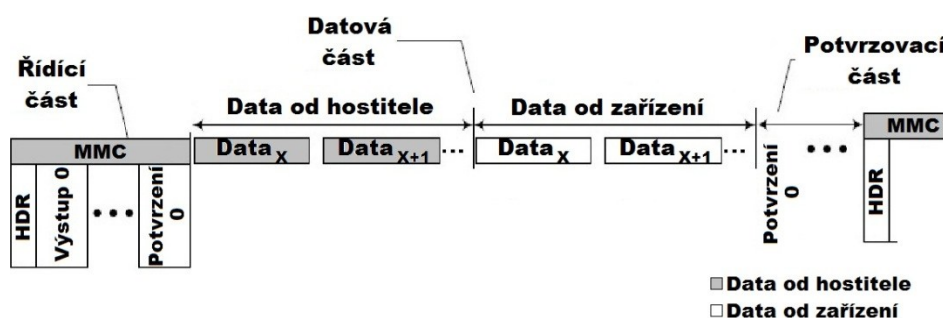 Datová
část
Potvrzovací
část
Řídící
část
Data od hostitele
Data od zařízení
MMC
Data X
Data X+1
...
Data X
Data X+1
...
MMC
HDR
Výstup 0
Potvrzení
0
Potvrzení
0
HDR
Data od hostitele
Data od zařízení